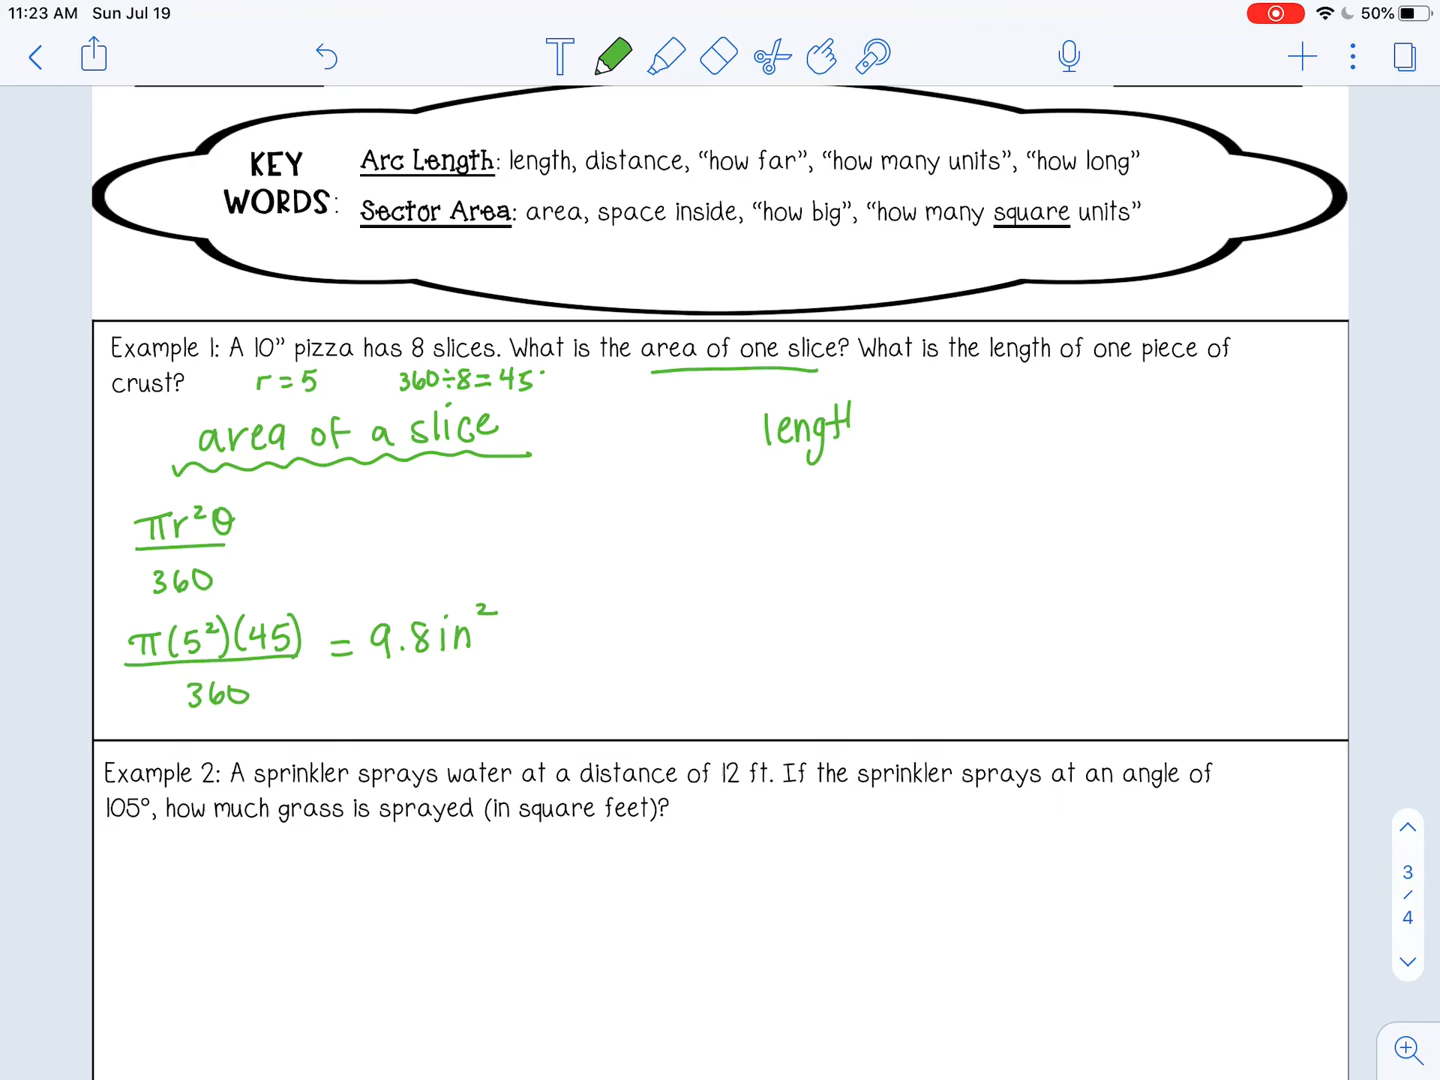 11:23 AM Sun Jul 19
50%
KEY WORDS:
Arc Length: length, distance, “how far”, “how many units”, “how long”
Sector Area: area, space inside, “how big”, “how many square units”
Example 1: A 10” pizza has 8 slices. What is the area of one slice? What is the length of one piece of
crust?
r = 5
360÷8=45°
area of a slice
length
πr²θ
360
π(5²)(45)
360
= 9.8in²
Example 2: A sprinkler sprays water at a distance of 12 ft. If the sprinkler sprays at an angle of
105°, how much grass is sprayed (in square feet)?
3
/
4